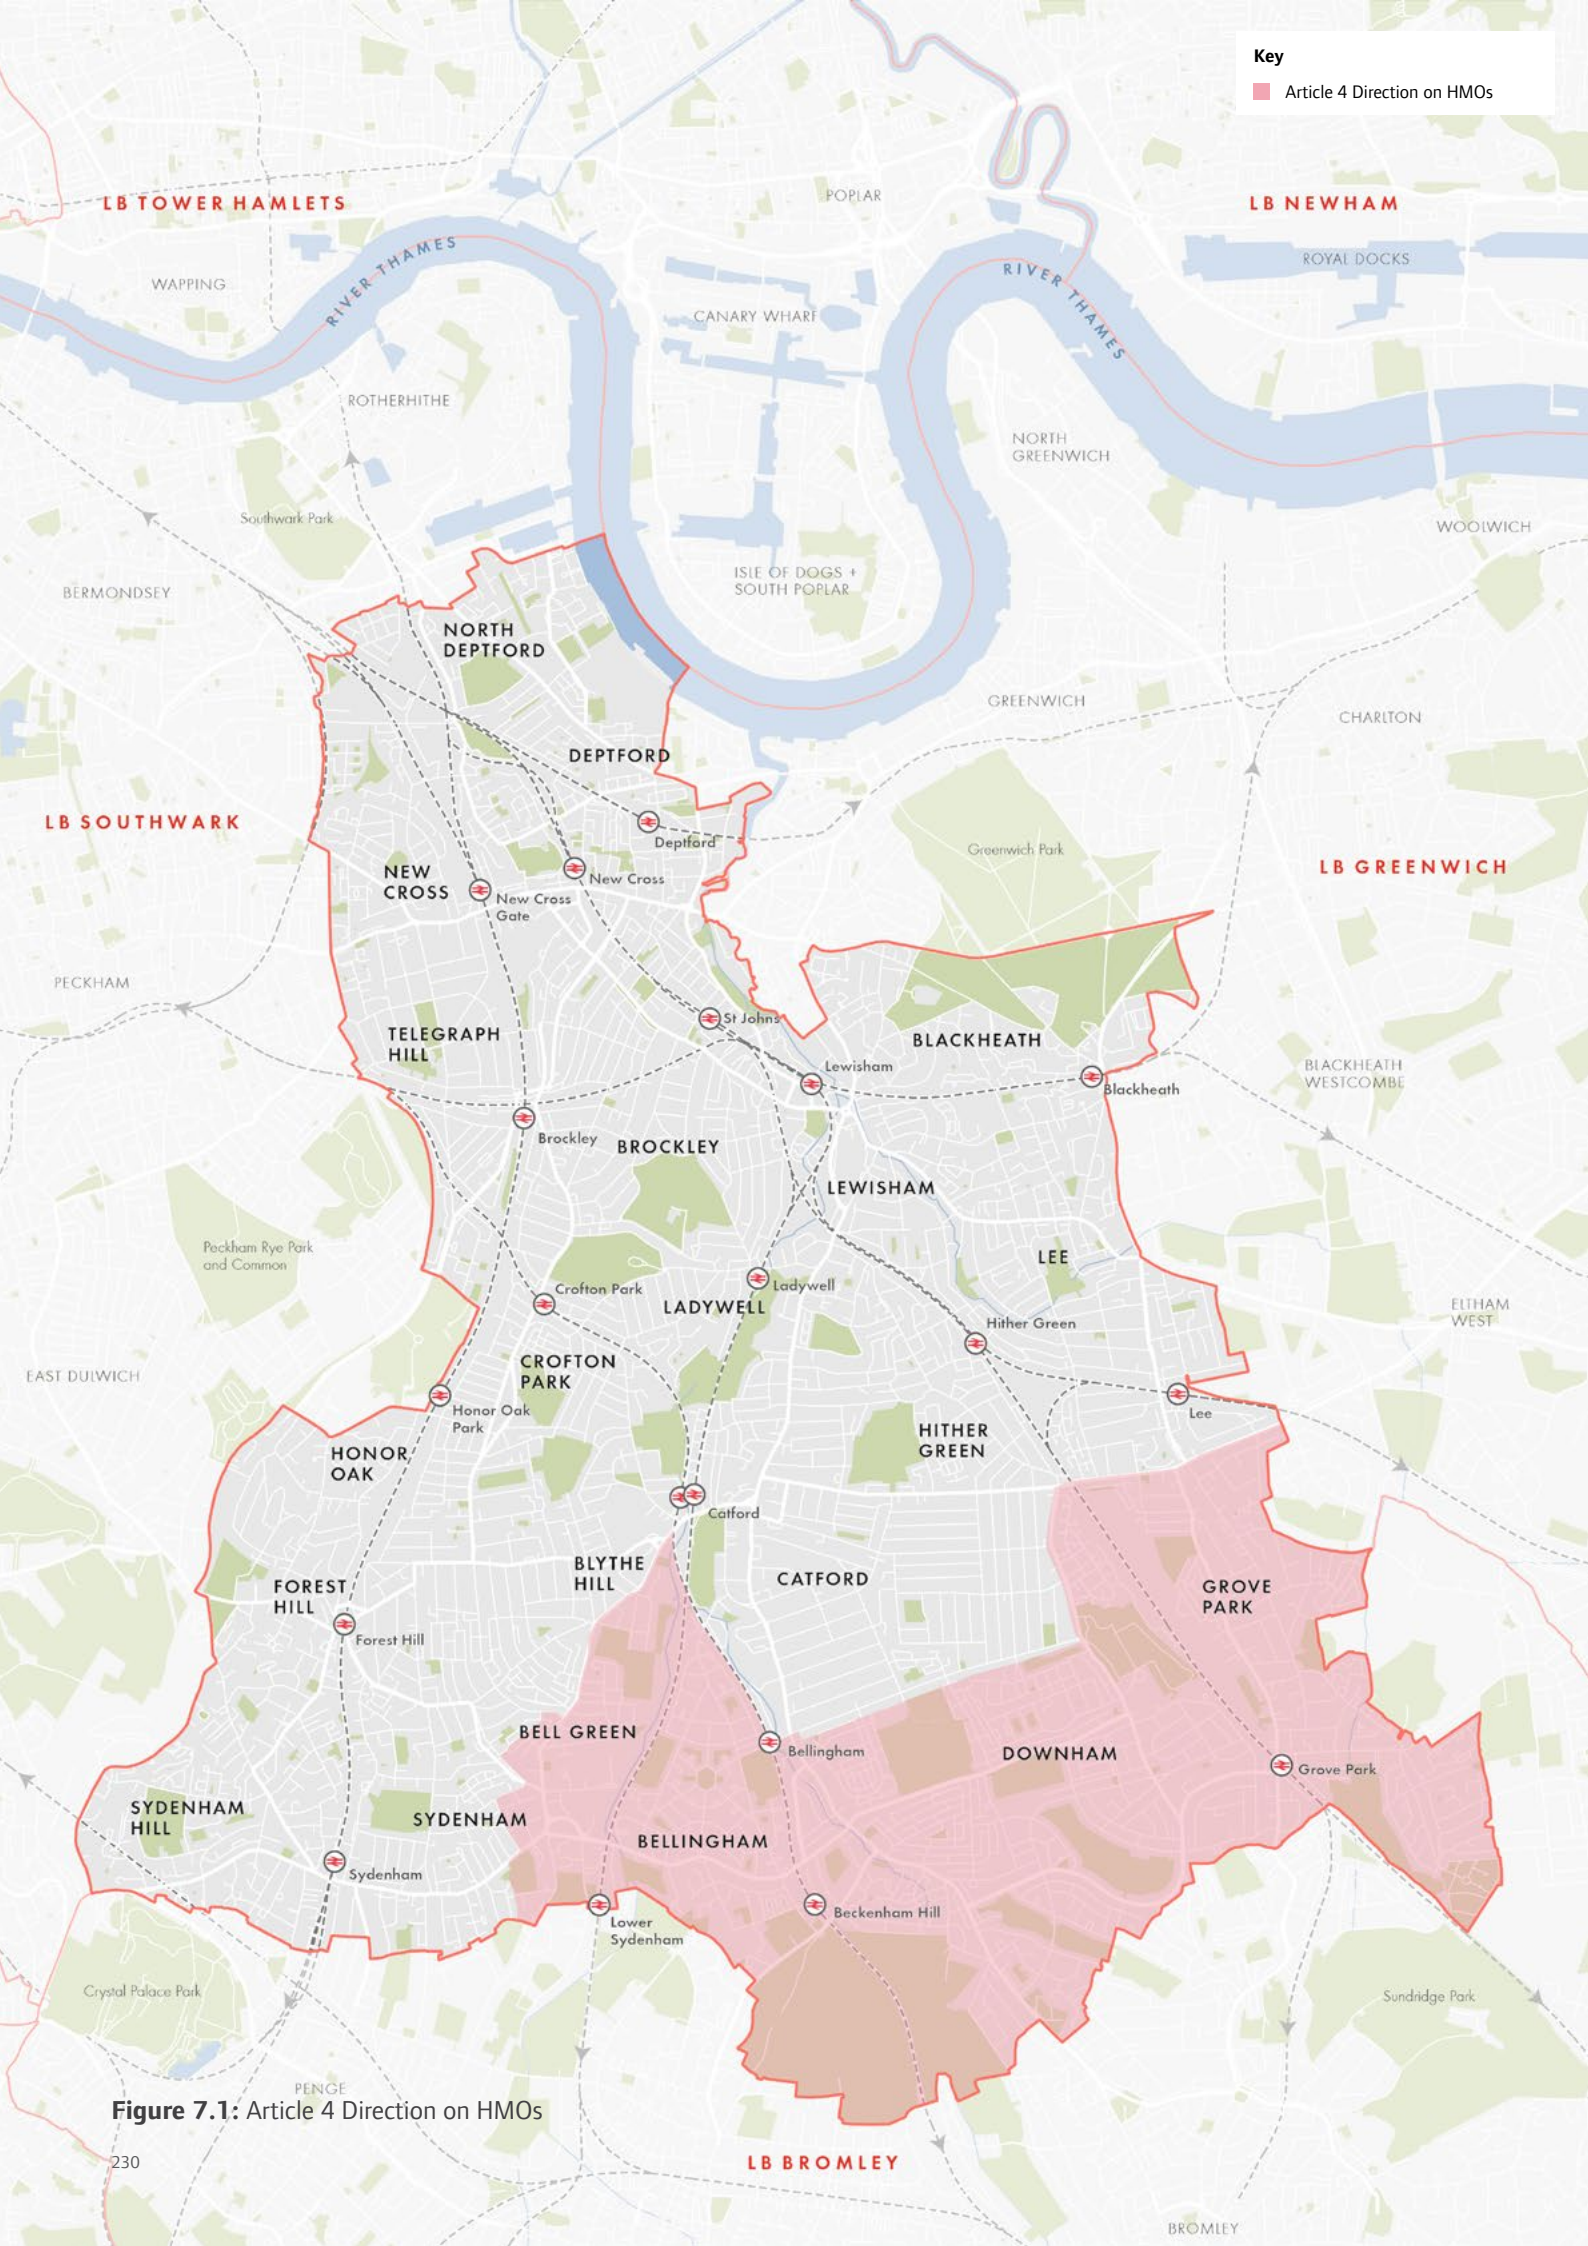 Key
Article 4 Direction on HMOs
LB TOWER HAMLETS
POPLAR
LB NEWHAM
RIVER THAMES
WAPPING
RIVER THAMES
ROYAL DOCKS
CANARY WHARF
ROTHERHITHE
NORTH
GREENWICH
Southwark Park
WOOLWICH
BERMONDSEY
ISLE OF DOGS +
SOUTH POPLAR
NORTH
DEPTFORD
GREENWICH
CHARLTON
DEPTFORD
LB SOUTHWARK
Deptford
Greenwich Park
LB GREENWICH
NEW
CROSS
New Cross
New Cross
Gate
PECKHAM
St Johns
TELEGRAPH
HILL
BLACKHEATH
Lewisham
BLACKHEATH
WESTCOMBE
Blackheath
Brockley
BROCKLEY
LEWISHAM
Peckham Rye Park
and Common
LEE
Crofton Park
Ladywell
LADYWELL
ELTHAM
WEST
Hither Green
CROFTON
PARK
EAST DULWICH
Honor Oak
Park
Lee
HONOR
OAK
HITHER
GREEN
Catford
BLYTHE
HILL
CATFORD
FOREST
HILL
GROVE
PARK
Forest Hill
BELL GREEN
Bellingham
DOWNHAM
Grove Park
SYDENHAM
HILL
SYDENHAM
BELLINGHAM
Sydenham
Beckenham Hill
Lower
Sydenham
Crystal Palace Park
Sundridge Park
PENGE
Figure 7.1: Article 4 Direction on HMOs
230
LB BROMLEY
BROMLEY